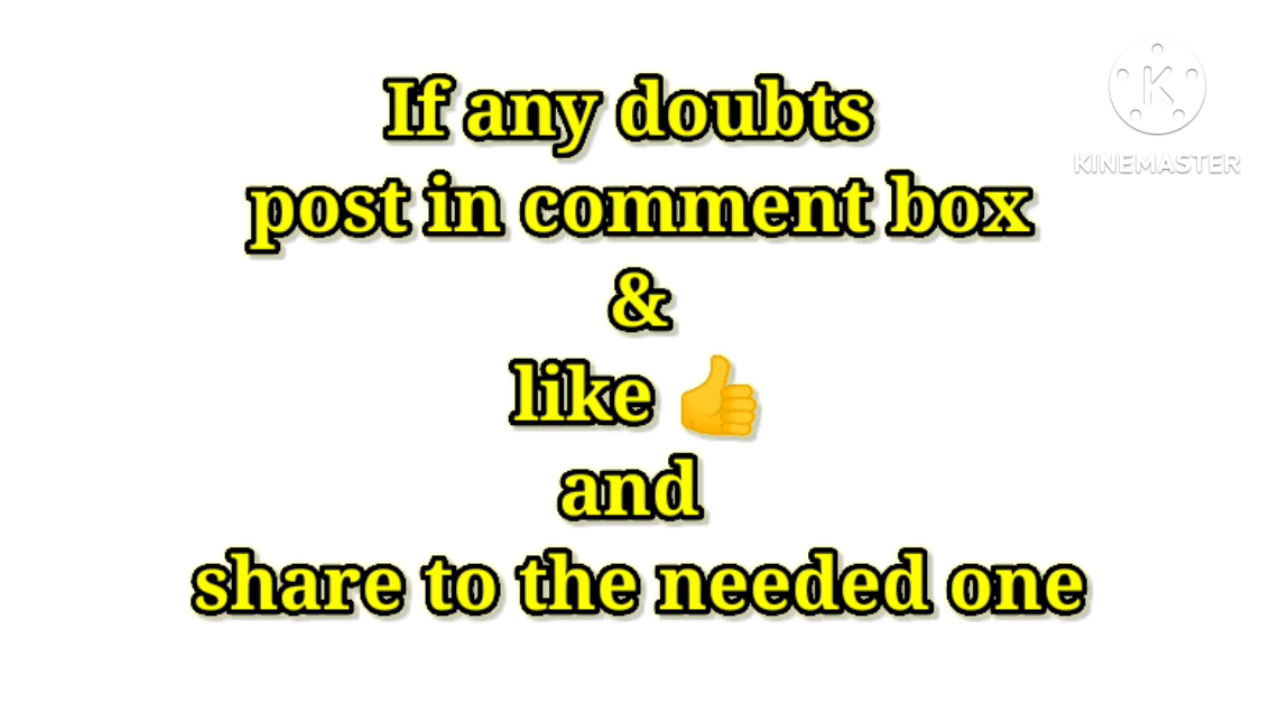 If any doubts
post in comment box
&
like 👍
and
share to the needed one
K
KINEMASTER